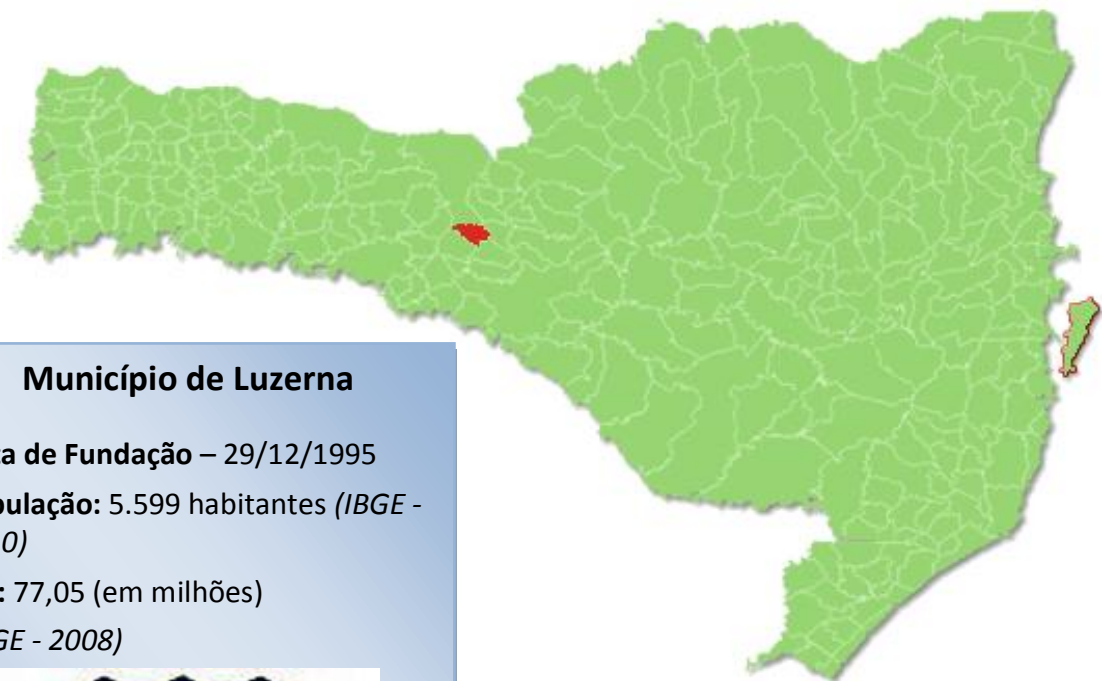 Município de Luzerna
ta de Fundação – 29/12/1995
pulação: 5.599 habitantes (IBGE -
0)
: 77,05 (em milhões)
GE - 2008)